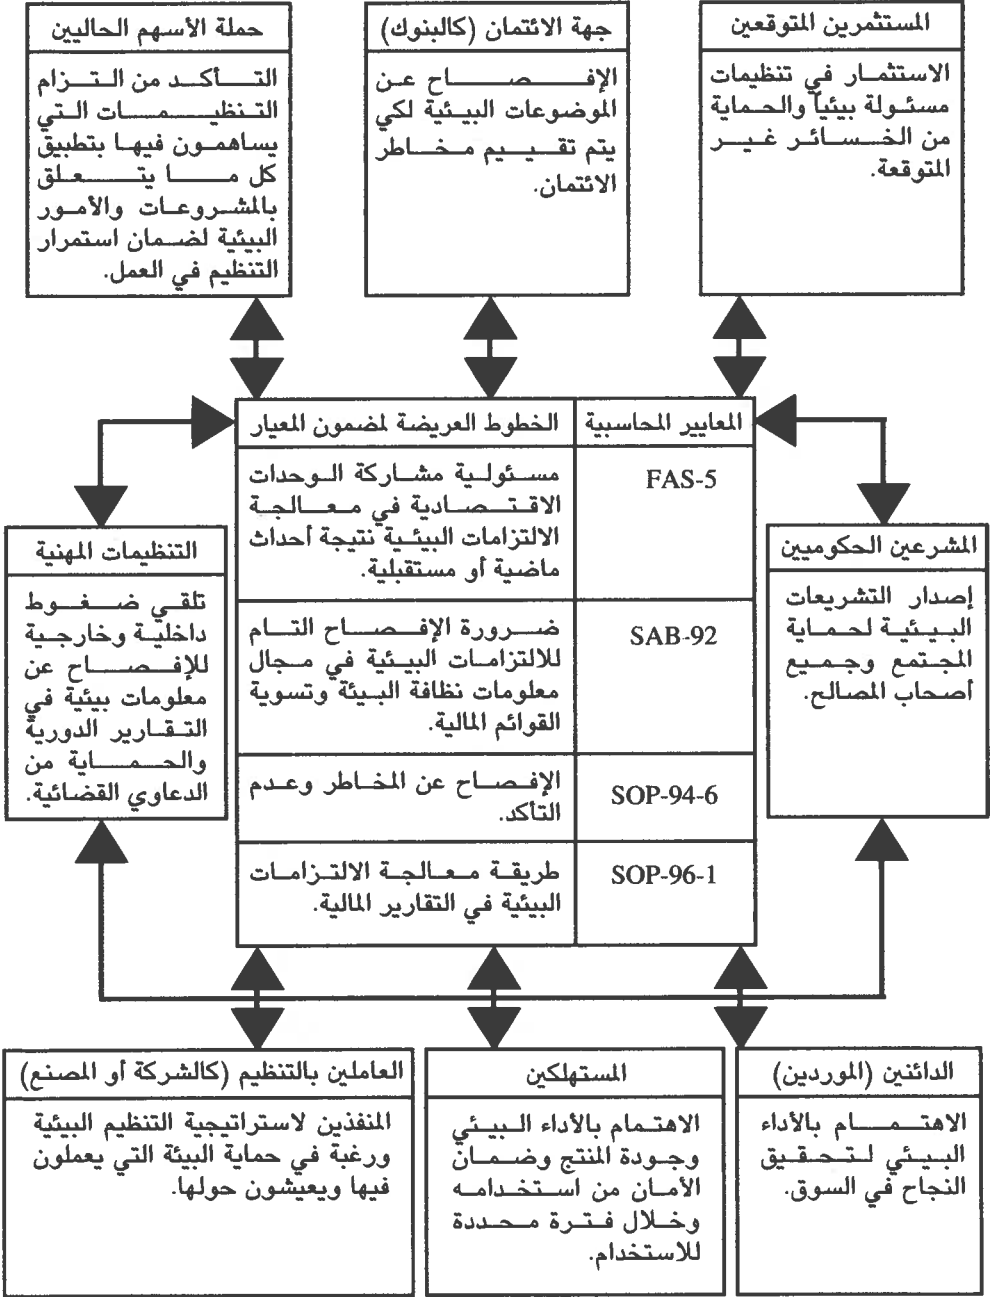 المستثمرين المتوقعين
الاستثمار في تنظيمات
مسئولة بيئياً والحماية
من الخسائر غير
المتوقعة.
جهة الائتمان (كالبنوك)
الإفصاح عن
الموضوعات البيئية لكي
يتم تقييم مخاطر
الائتمان.
حملة الأسهم الحاليين
التأكد من التزام
التنظيمات التي
يساهمون فيها بتطبيق
كل ما يتعلق
بالمشروعات والأمور
البيئية لضمان استمرار
التنظيم في العمل.
المشرعين الحكوميين
إصدار التشريعات
البيئية لحماية
المجتمع وجميع
أصحاب المصالح.
المعايير المحاسبية
الخطوط العريضة لمضمون المعيار
FAS-5
مسئولية مشاركة الوحدات
الاقتصادية في معالجة
الالتزامات البيئية نتيجة أحداث
ماضية أو مستقبلية.
SAB-92
ضرورة الإفصاح التام
للالتزامات البيئية في مجال
معلومات نظافة البيئة وتسوية
القوائم المالية.
SOP-94-6
الإفصاح عن المخاطر وعدم
التأكد.
SOP-96-1
طريقة معالجة الالتزامات
البيئية في التقارير المالية.
التنظيمات المهنية
تلقي ضغوط
داخلية وخارجية
للإفصاح عن
معلومات بيئية في
التقارير الدورية
والحماية من
الدعاوي القضائية.
الدائنين (الموردين)
الاهتمام بالأداء
البيئي لتحقيق
النجاح في السوق.
المستهلكين
الاهتمام بالأداء البيئي
وجودة المنتج وضمان
الأمان من استخدامه
وخلال فترة محددة
للاستخدام.
العاملين بالتنظيم (كالشركة أو المصنع)
المنفذين لاستراتيجية التنظيم البيئية
ورغبة في حماية البيئة التي يعملون
فيها ويعيشون حولها.